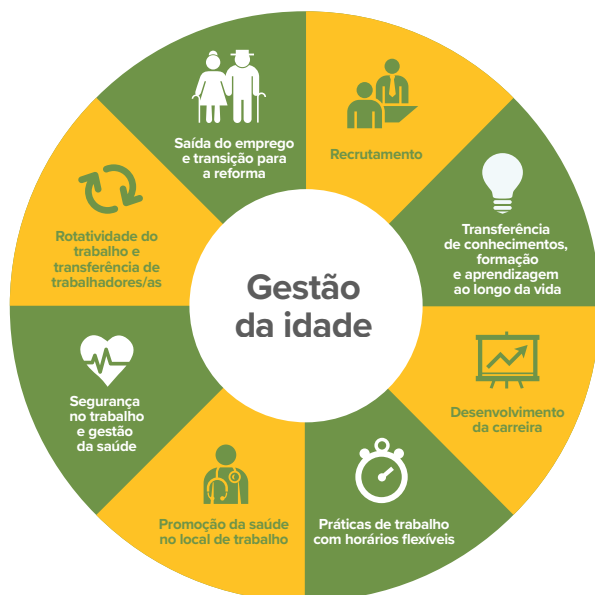 Saída do emprego
e transição para
a reforma
Recrutamento
Transferência
de conhecimentos,
formação
e aprendizagem
ao longo da vida
Desenvolvimento
da carreira
Práticas de trabalho
com horários flexíveis
Promoção da saúde
no local de trabalho
Segurança
no trabalho
e gestão
da saúde
Rotatividade do
trabalho e
transferência de
trabalhadores/as
Gestão
da idade